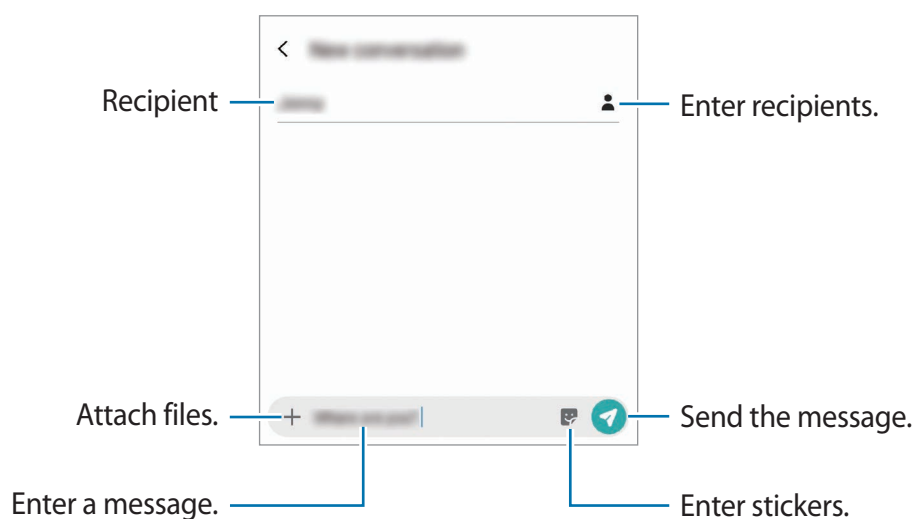 Recipient
Enter recipients.
Attach files.
Send the message.
Enter a message.
Enter stickers.